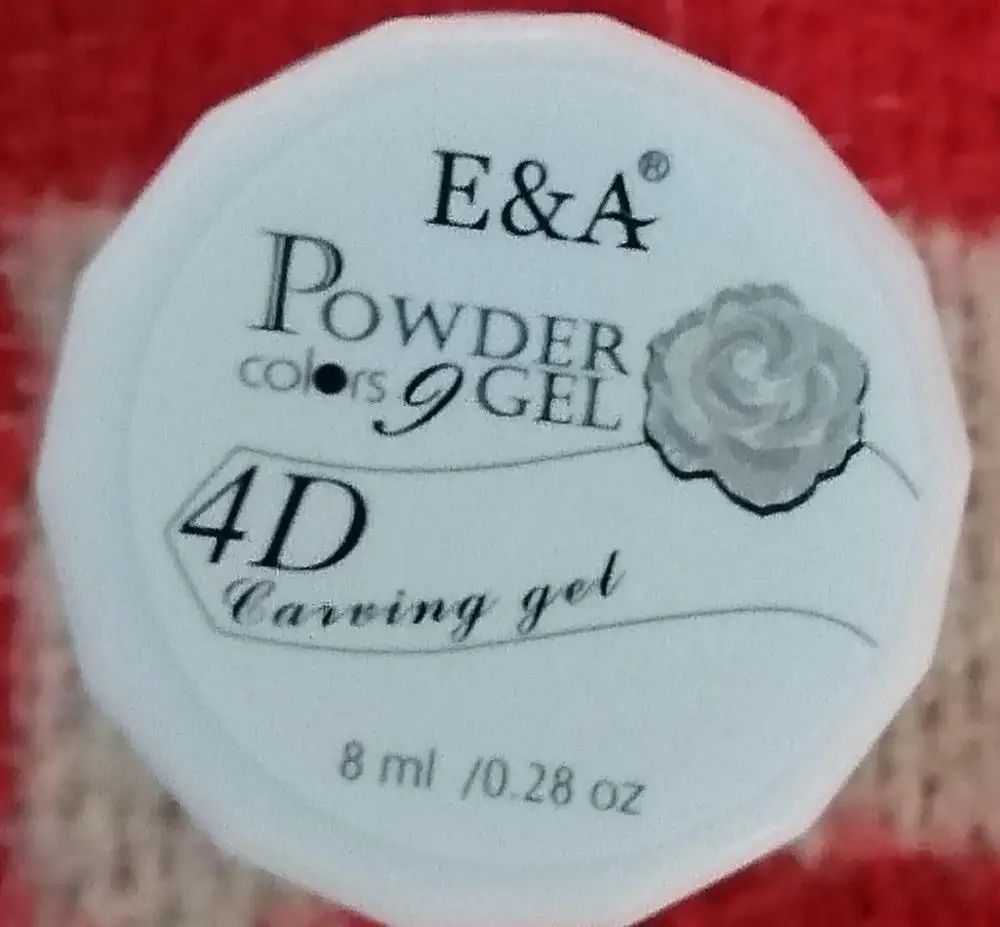 E&A®
POWDER
colors 9 GEL
4D
Carving gel
8 ml /0.28 oz